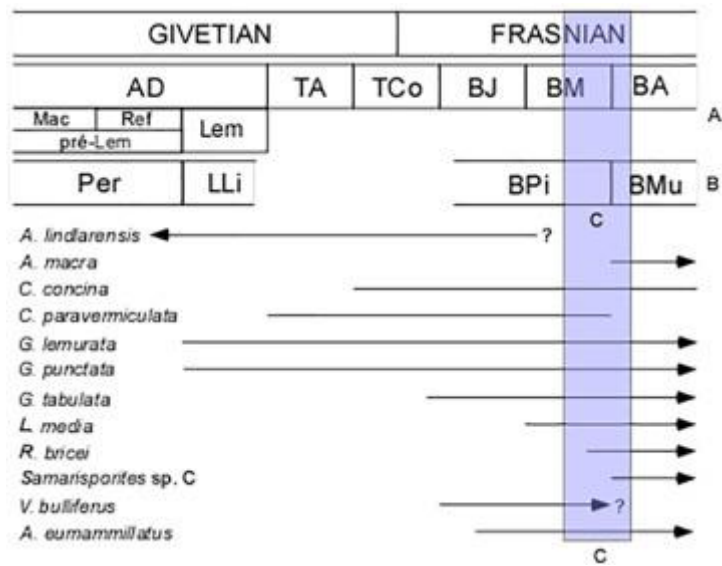 GIVETIAN FRASNIAN
AD TA TCo BJ BM BA
A
Mac Ref Lem
pré-Lem
Per LLi BPi BMu B
C
A. lindlarensis ?
A. macra
C. concina
C. paravermiculata
G. lemurata
G. punctata
G. tabulata
L. media
R. bricei
Samarisporites sp. C
V. bulliferus ?
A. eumammillatus
C